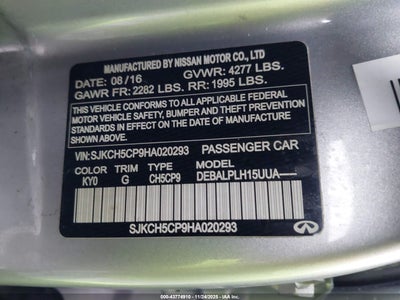 MANUFACTURED BY NISSAN MOTOR CO., LTD
DATE: 08/16 GVWR: 4277 LBS.
GAWR FR: 2282 LBS. RR: 1995 LBS.
THIS VEHICLE CONFORMS TO ALL APPLICABLE FEDERAL
MOTOR VEHICLE SAFETY, BUMPER AND THEFT PREVENTION
STANDARDS IN EFFECT ON THE DATE OF MANUFACTURE
SHOWN ABOVE.
VIN: SJKCH5CP9HA020293 PASSENGER CAR
COLOR TRIM TYPE MODEL
KY0 G CH5CP9 DEBALPLH15UUA-----
SJKCH5CP9HA020293
INFINITI
000-43774910 - 11/24/2025 - IAAI.com